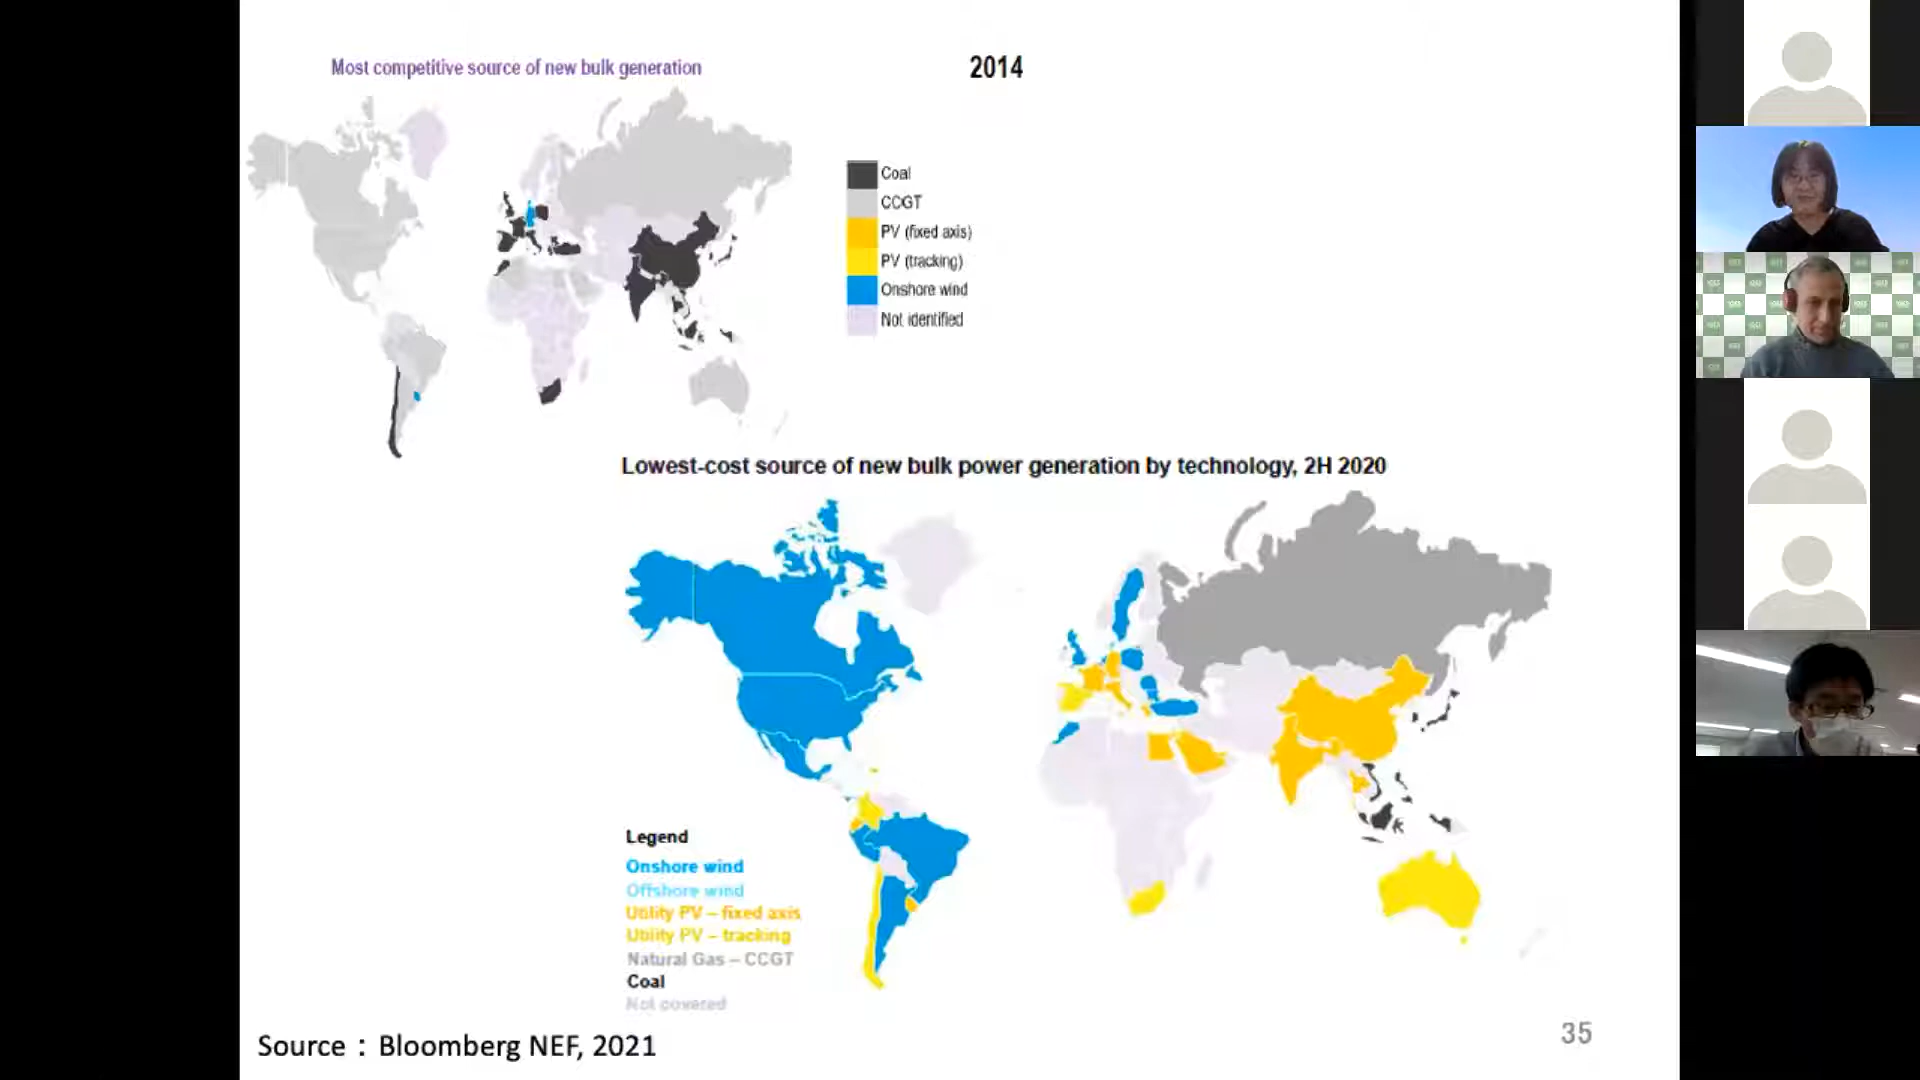 Most competitive source of new bulk generation
2014
Coal
CCGT
PV (fixed axis)
PV (tracking)
Onshore wind
Not identified
Lowest-cost source of new bulk power generation by technology, 2H 2020
Legend
Onshore wind
Offshore wind
Utility PV – fixed axis
Utility PV – tracking
Natural Gas – CCGT
Coal
Not covered
Source：Bloomberg NEF, 2021
35